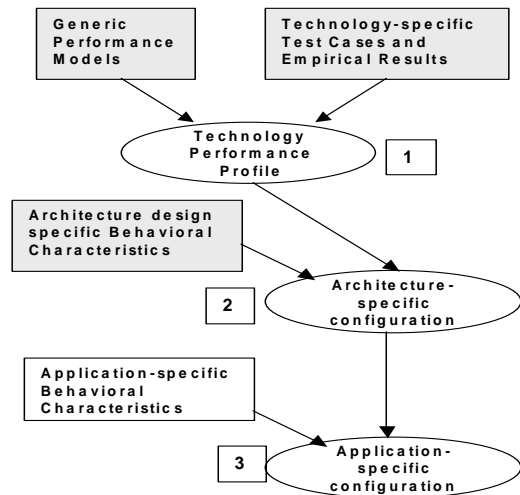 Generic
Performance
Models
Technology-specific
Test Cases and
Empirical Results
Technology
Performance
Profile
1
Architecture design
specific Behavioral
Characteristics
Architecture-
specific
configuration
2
Application-specific
Behavioral
Characteristics
Application-
specific
configuration
3